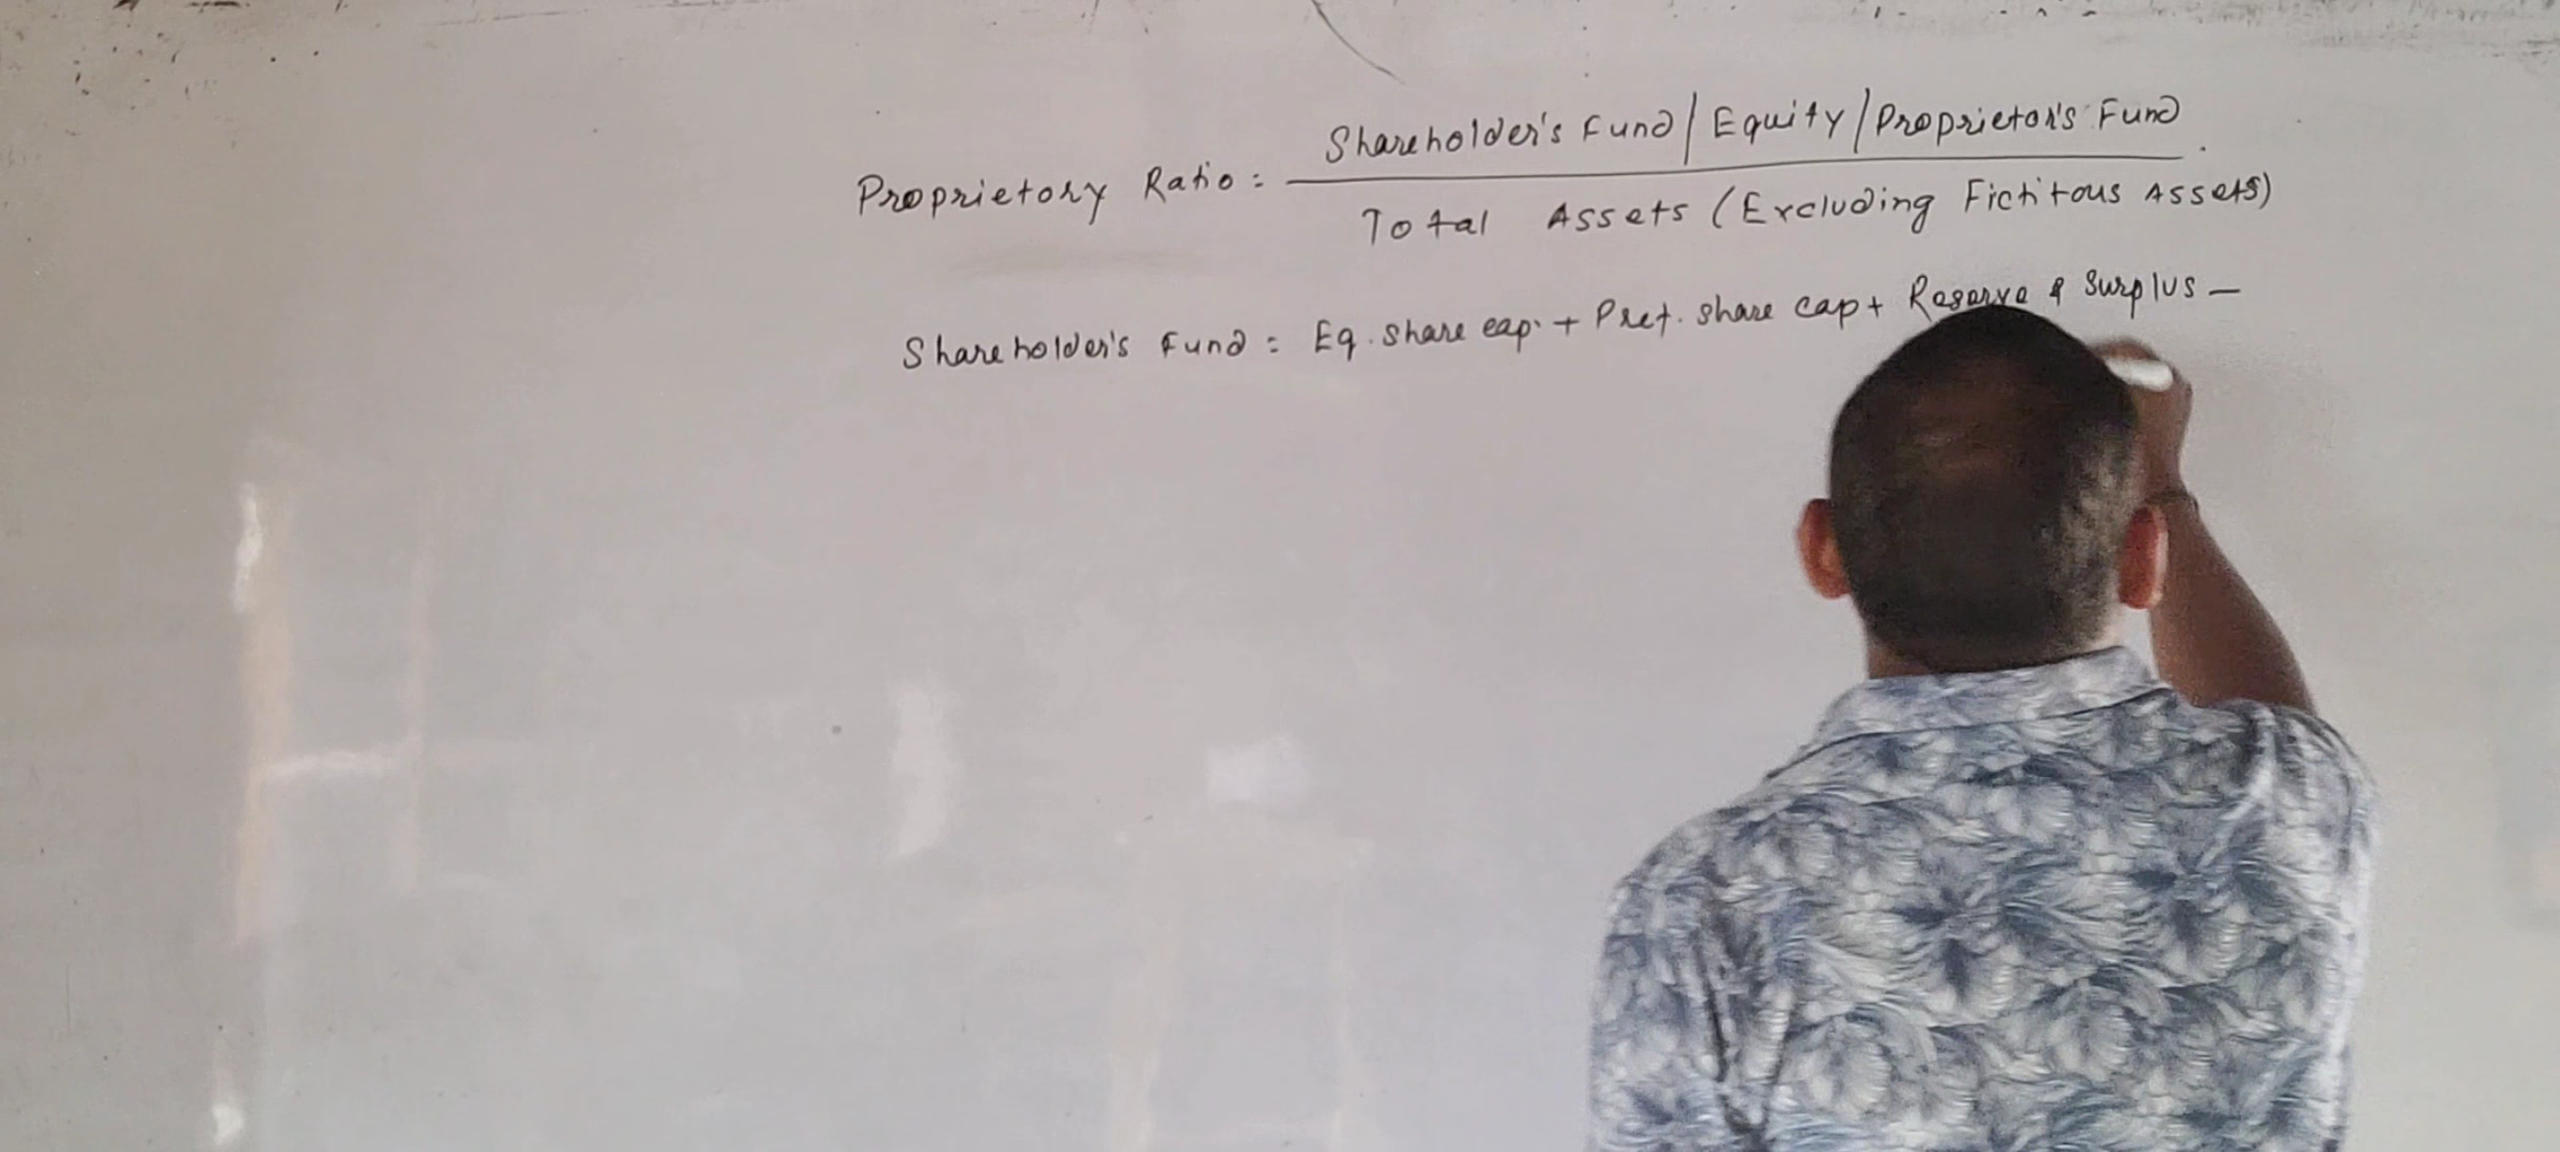 Shareholder's Fund/Equity/Proprietor's Fund
Proprietory Ratio =
Total Assets (Excluding Fictitous Assets)
Shareholder's Fund = Eq. share cap. + Pref. share cap + Reserve & Surplus –